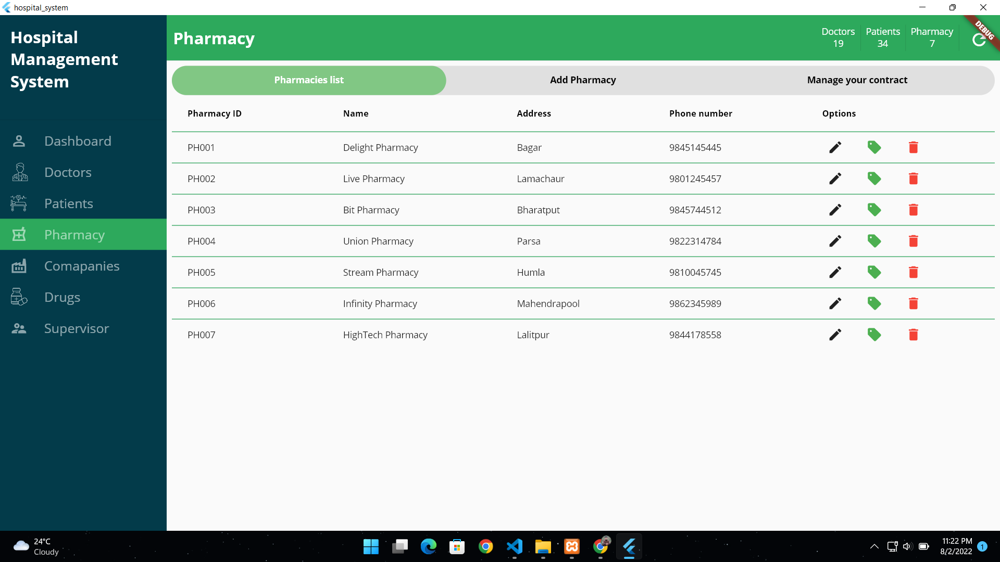 hospital_system
Hospital
Management
System
Pharmacy
Doctors Patients Pharmacy
19 34 7
DEBUG
Pharmacies list Add Pharmacy Manage your contract
Pharmacy ID Name Address Phone number Options
PH001 Delight Pharmacy Bagar 9845145445
PH002 Live Pharmacy Lamachaur 9801245457
PH003 Bit Pharmacy Bharatput 9845744512
PH004 Union Pharmacy Parsa 9822314784
PH005 Stream Pharmacy Humla 9810045745
PH006 Infinity Pharmacy Mahendrapool 9862345989
PH007 HighTech Pharmacy Lalitpur 9844178558
Dashboard
Doctors
Patients
Pharmacy
Comapanies
Drugs
Supervisor
24°C
Cloudy
11:22 PM
8/2/2022
1